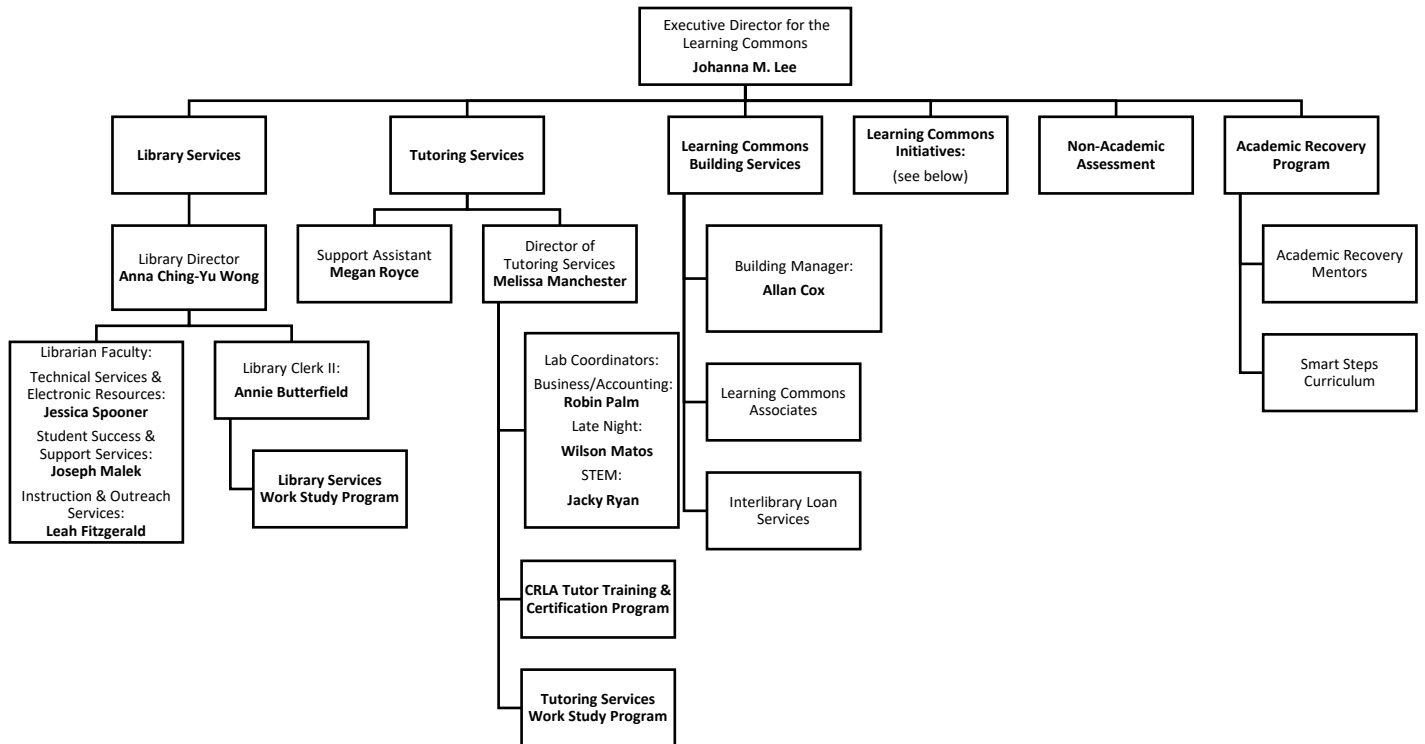 Executive Director for the
Learning Commons
Johanna M. Lee
Library Services
Tutoring Services
Learning Commons
Building Services
Learning Commons
Initiatives:
(see below)
Non-Academic
Assessment
Academic Recovery
Program
Library Director
Anna Ching-Yu Wong
Support Assistant
Megan Royce
Director of
Tutoring Services
Melissa Manchester
Building Manager:
Allan Cox
Academic Recovery
Mentors
Librarian Faculty:
Technical Services &
Electronic Resources:
Jessica Spooner
Student Success &
Support Services:
Joseph Malek
Instruction & Outreach
Services:
Leah Fitzgerald
Library Clerk II:
Annie Butterfield
Library Services
Work Study Program
Lab Coordinators:
Business/Accounting:
Robin Palm
Late Night:
Wilson Matos
STEM:
Jacky Ryan
Learning Commons
Associates
Smart Steps
Curriculum
Interlibrary Loan
Services
CRLA Tutor Training &
Certification Program
Tutoring Services
Work Study Program